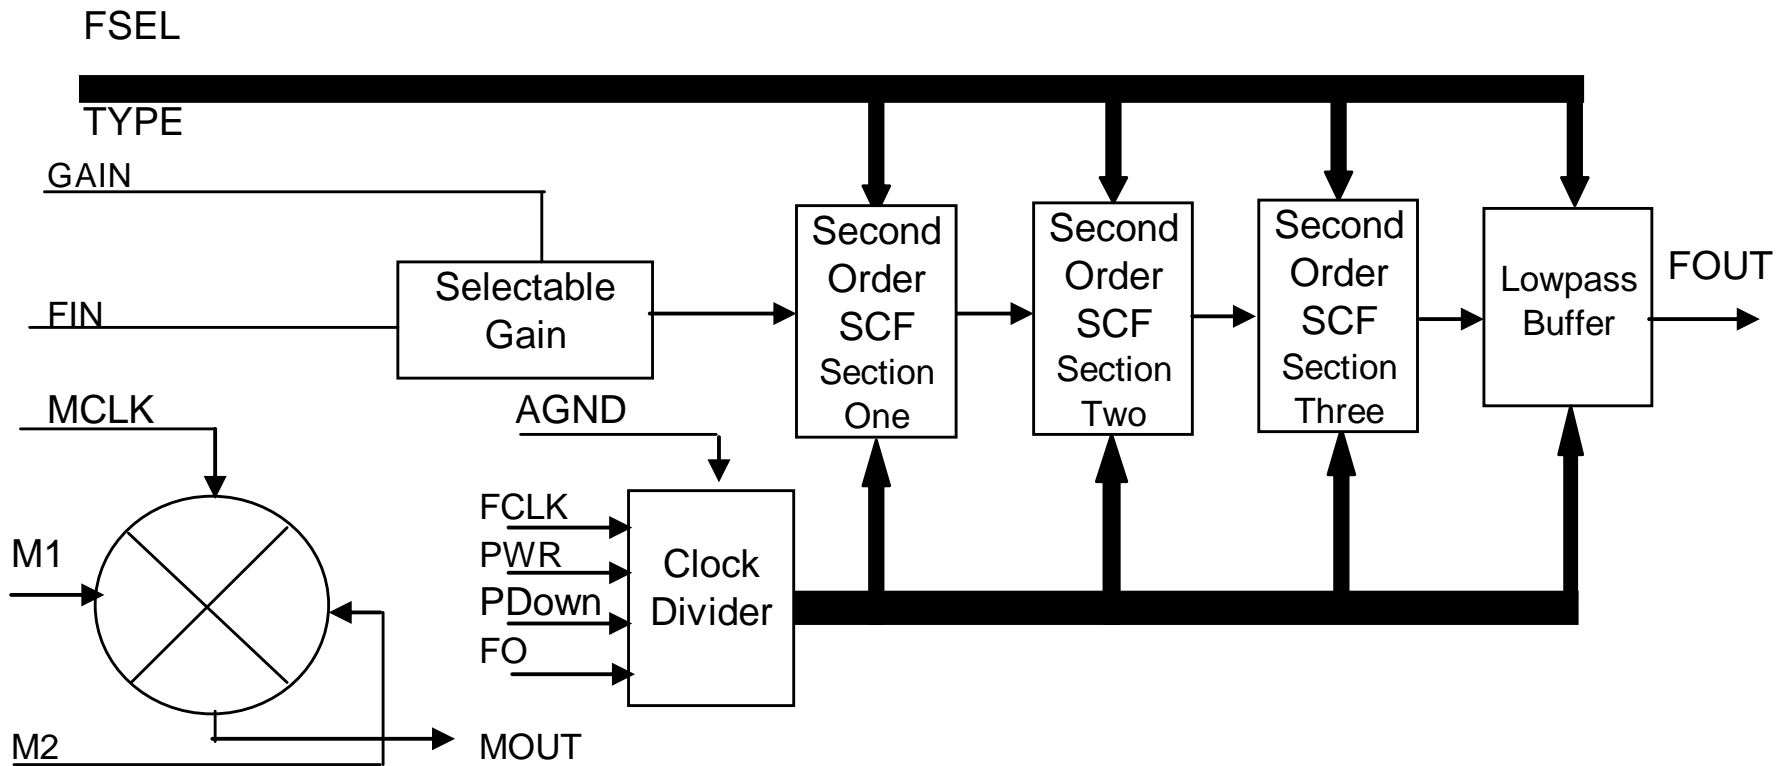 FSEL
TYPE
GAIN
FIN
Selectable
Gain
Second
Order
SCF
Section
One
Second
Order
SCF
Section
Two
Second
Order
SCF
Section
Three
Lowpass
Buffer
FOUT
MCLK
AGND
M1
M2
MOUT
FCLK
PWR
PDown
FO
Clock
Divider